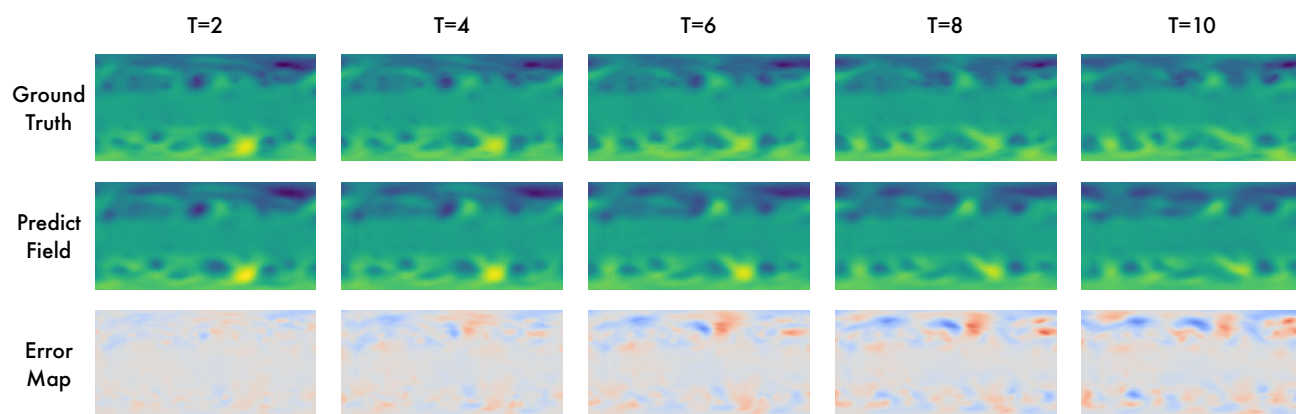 T=2 T=4 T=6 T=8 T=10
Ground
Truth
Predict
Field
Error
Map